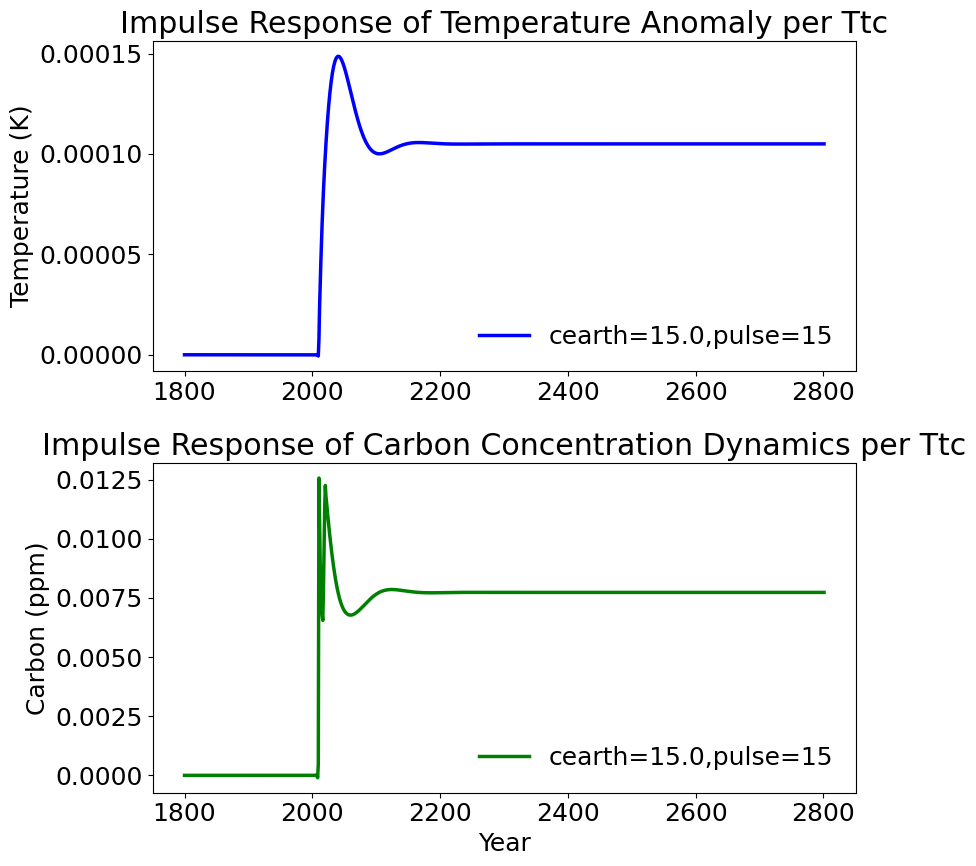 Impulse Response of Temperature Anomaly per Ttc
0.00015
0.00010
0.00005
0.00000
Temperature (K)
cearth=15.0,pulse=15
1800 2000 2200 2400 2600 2800
Impulse Response of Carbon Concentration Dynamics per Ttc
0.0125
0.0100
0.0075
0.0050
0.0025
0.0000
Carbon (ppm)
cearth=15.0,pulse=15
1800 2000 2200 2400 2600 2800
Year